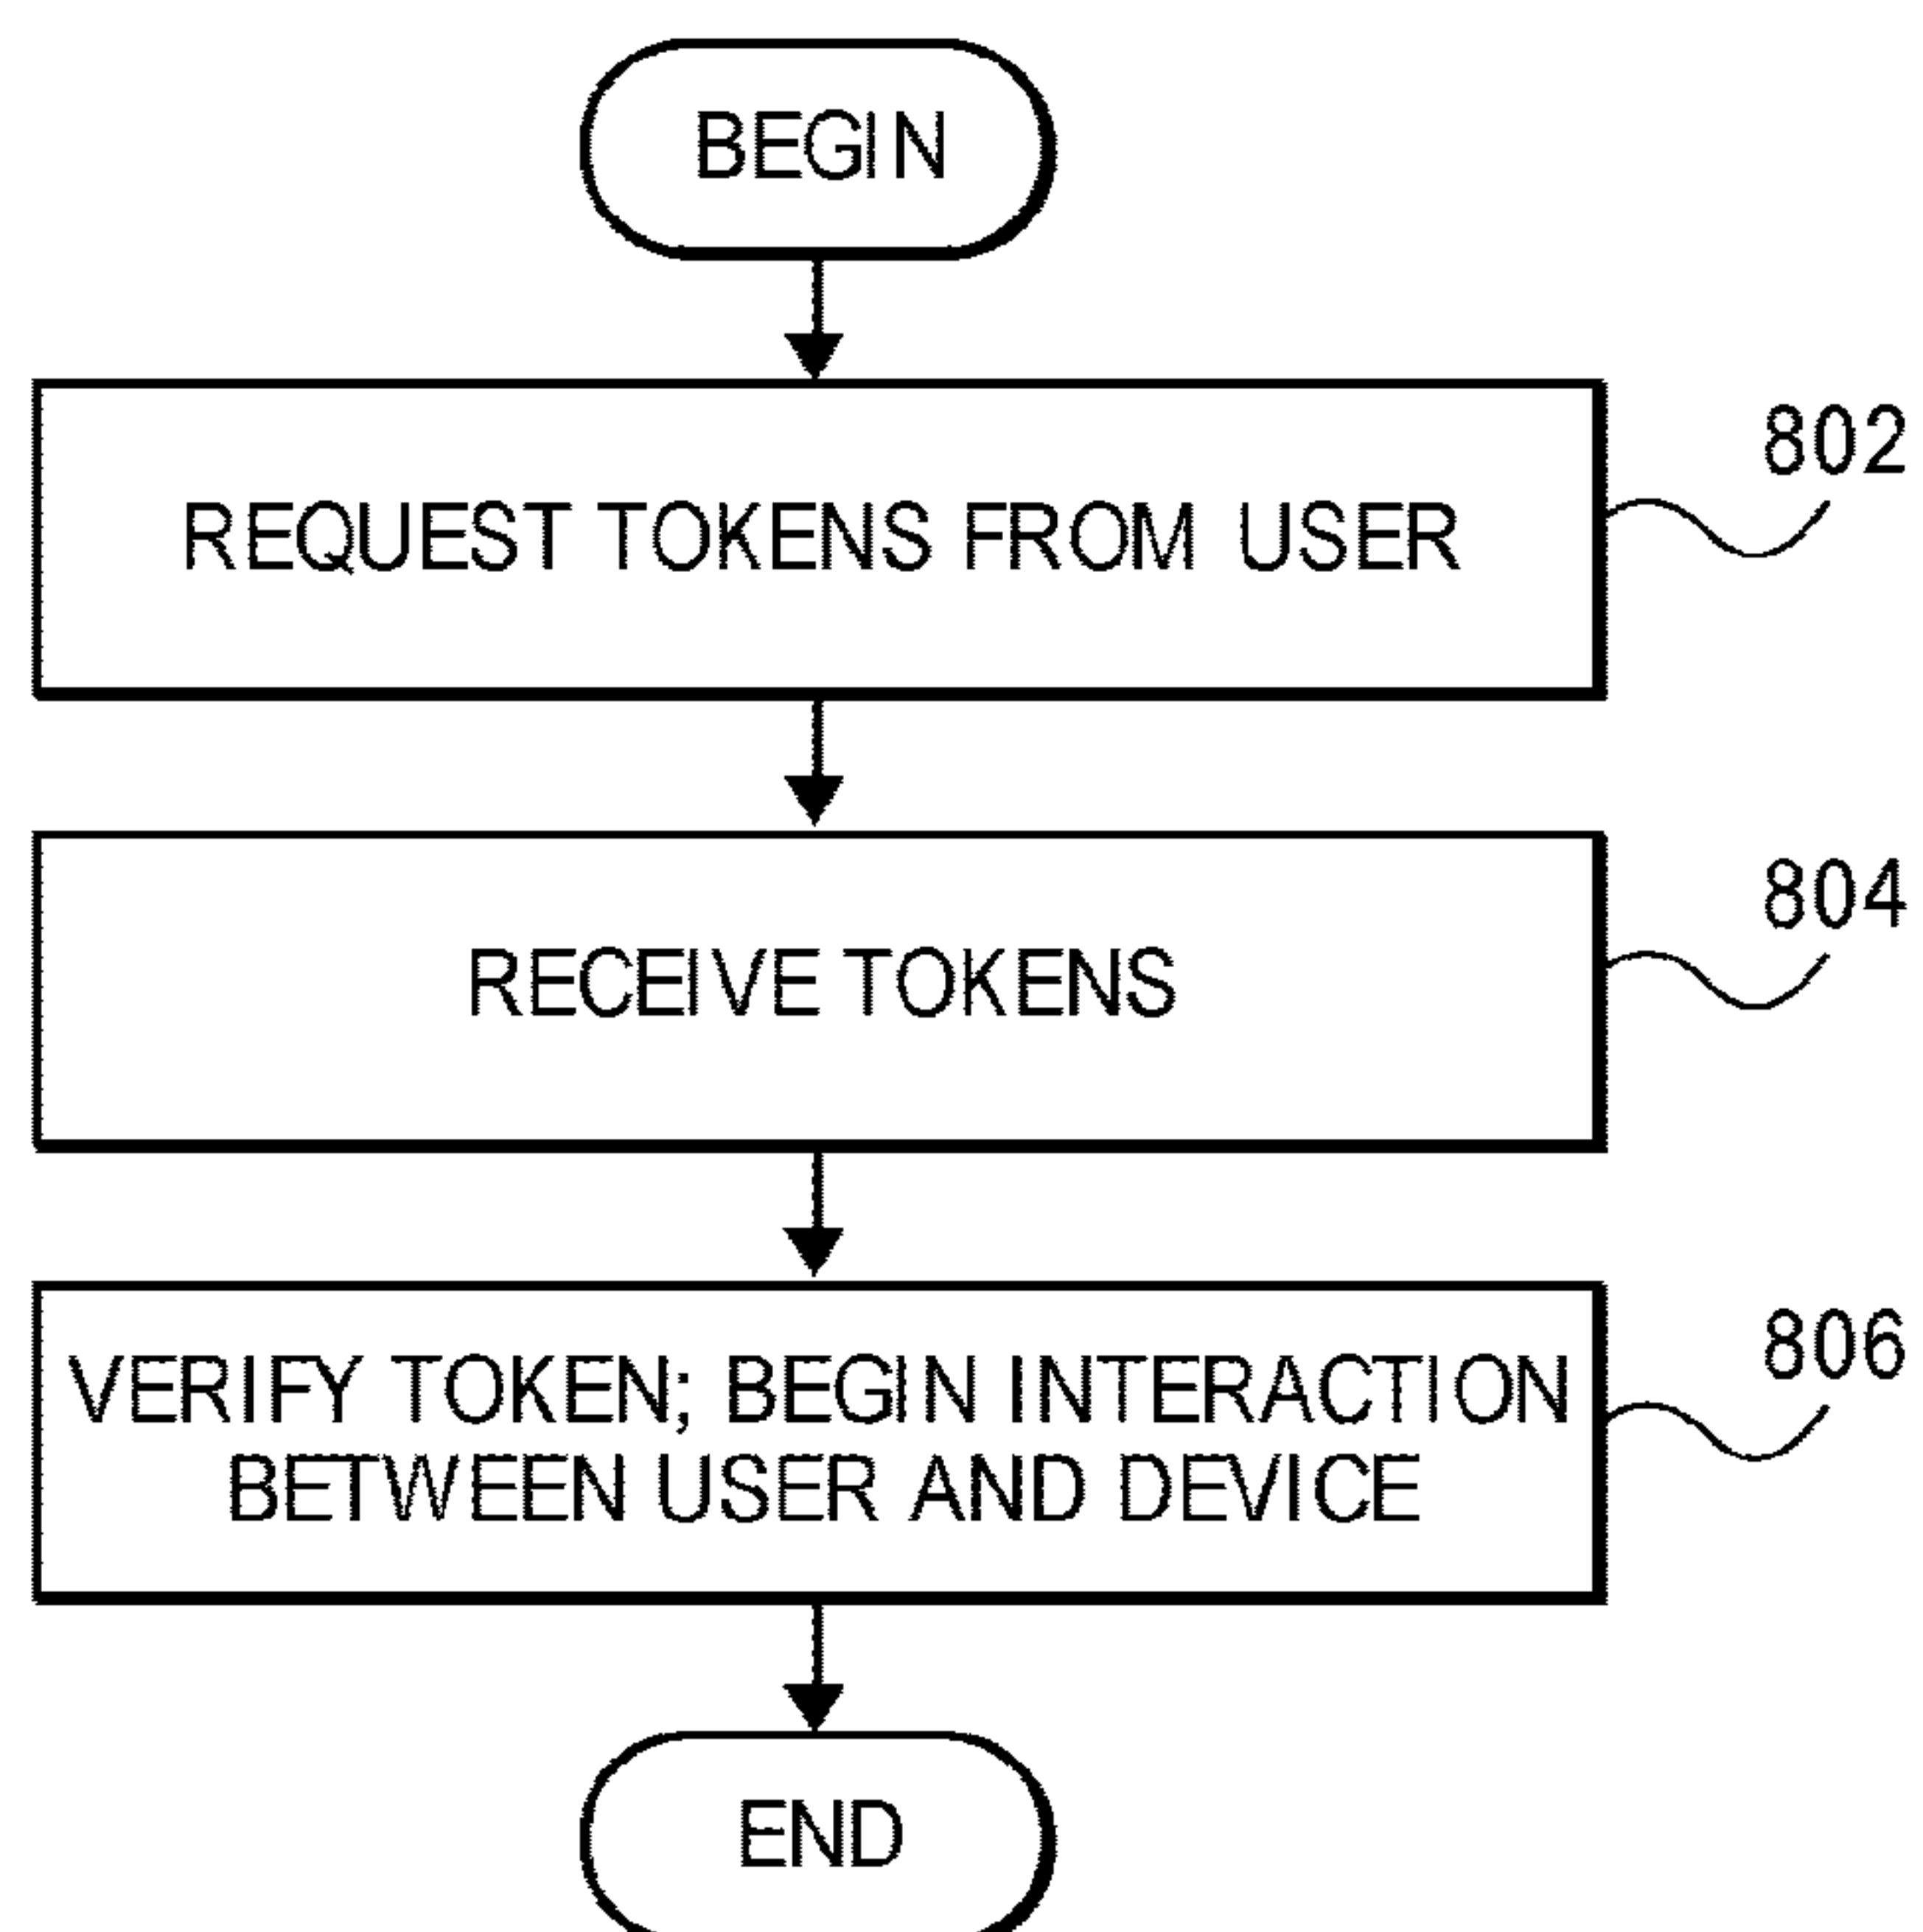 BEGIN
802
REQUEST TOKENS FROM USER
804
RECEIVE TOKENS
806
VERIFY TOKEN; BEGIN INTERACTION
BETWEEN USER AND DEVICE
END